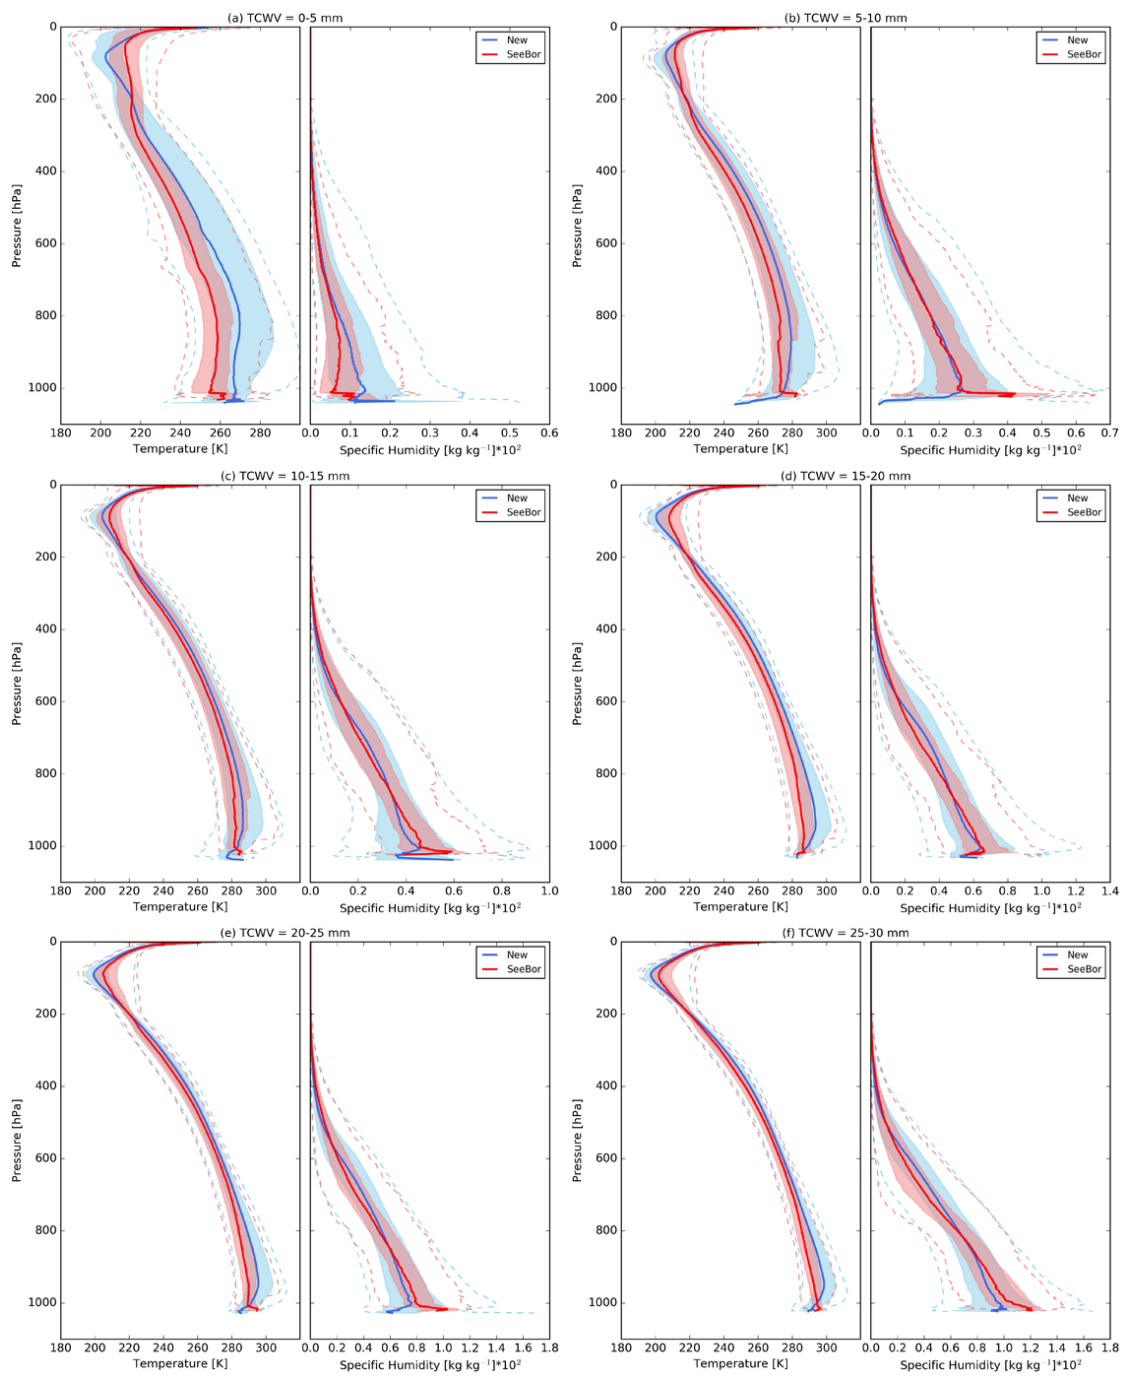 (a) TCWV = 0-5 mm
0
200
400
600
800
1000
Pressure [hPa]
180 200 220 240 260 280
Temperature [K]
New
SeeBor
0.0 0.1 0.2 0.3 0.4 0.5 0.6
Specific Humidity [kg kg⁻¹]*10²
(b) TCWV = 5-10 mm
0
200
400
600
800
1000
Pressure [hPa]
180 200 220 240 260 280 300
Temperature [K]
New
SeeBor
0.0 0.1 0.2 0.3 0.4 0.5 0.6 0.7
Specific Humidity [kg kg⁻¹]*10²
(c) TCWV = 10-15 mm
0
200
400
600
800
1000
Pressure [hPa]
180 200 220 240 260 280 300
Temperature [K]
New
SeeBor
0.0 0.2 0.4 0.6 0.8 1.0
Specific Humidity [kg kg⁻¹]*10²
(d) TCWV = 15-20 mm
0
200
400
600
800
1000
Pressure [hPa]
180 200 220 240 260 280 300
Temperature [K]
New
SeeBor
0.0 0.2 0.4 0.6 0.8 1.0 1.2 1.4
Specific Humidity [kg kg⁻¹]*10²
(e) TCWV = 20-25 mm
0
200
400
600
800
1000
Pressure [hPa]
180 200 220 240 260 280 300
Temperature [K]
New
SeeBor
0.0 0.2 0.4 0.6 0.8 1.0 1.2 1.4 1.6 1.8
Specific Humidity [kg kg⁻¹]*10²
(f) TCWV = 25-30 mm
0
200
400
600
800
1000
Pressure [hPa]
180 200 220 240 260 280 300
Temperature [K]
New
SeeBor
0.0 0.2 0.4 0.6 0.8 1.0 1.2 1.4 1.6 1.8
Specific Humidity [kg kg⁻¹]*10²